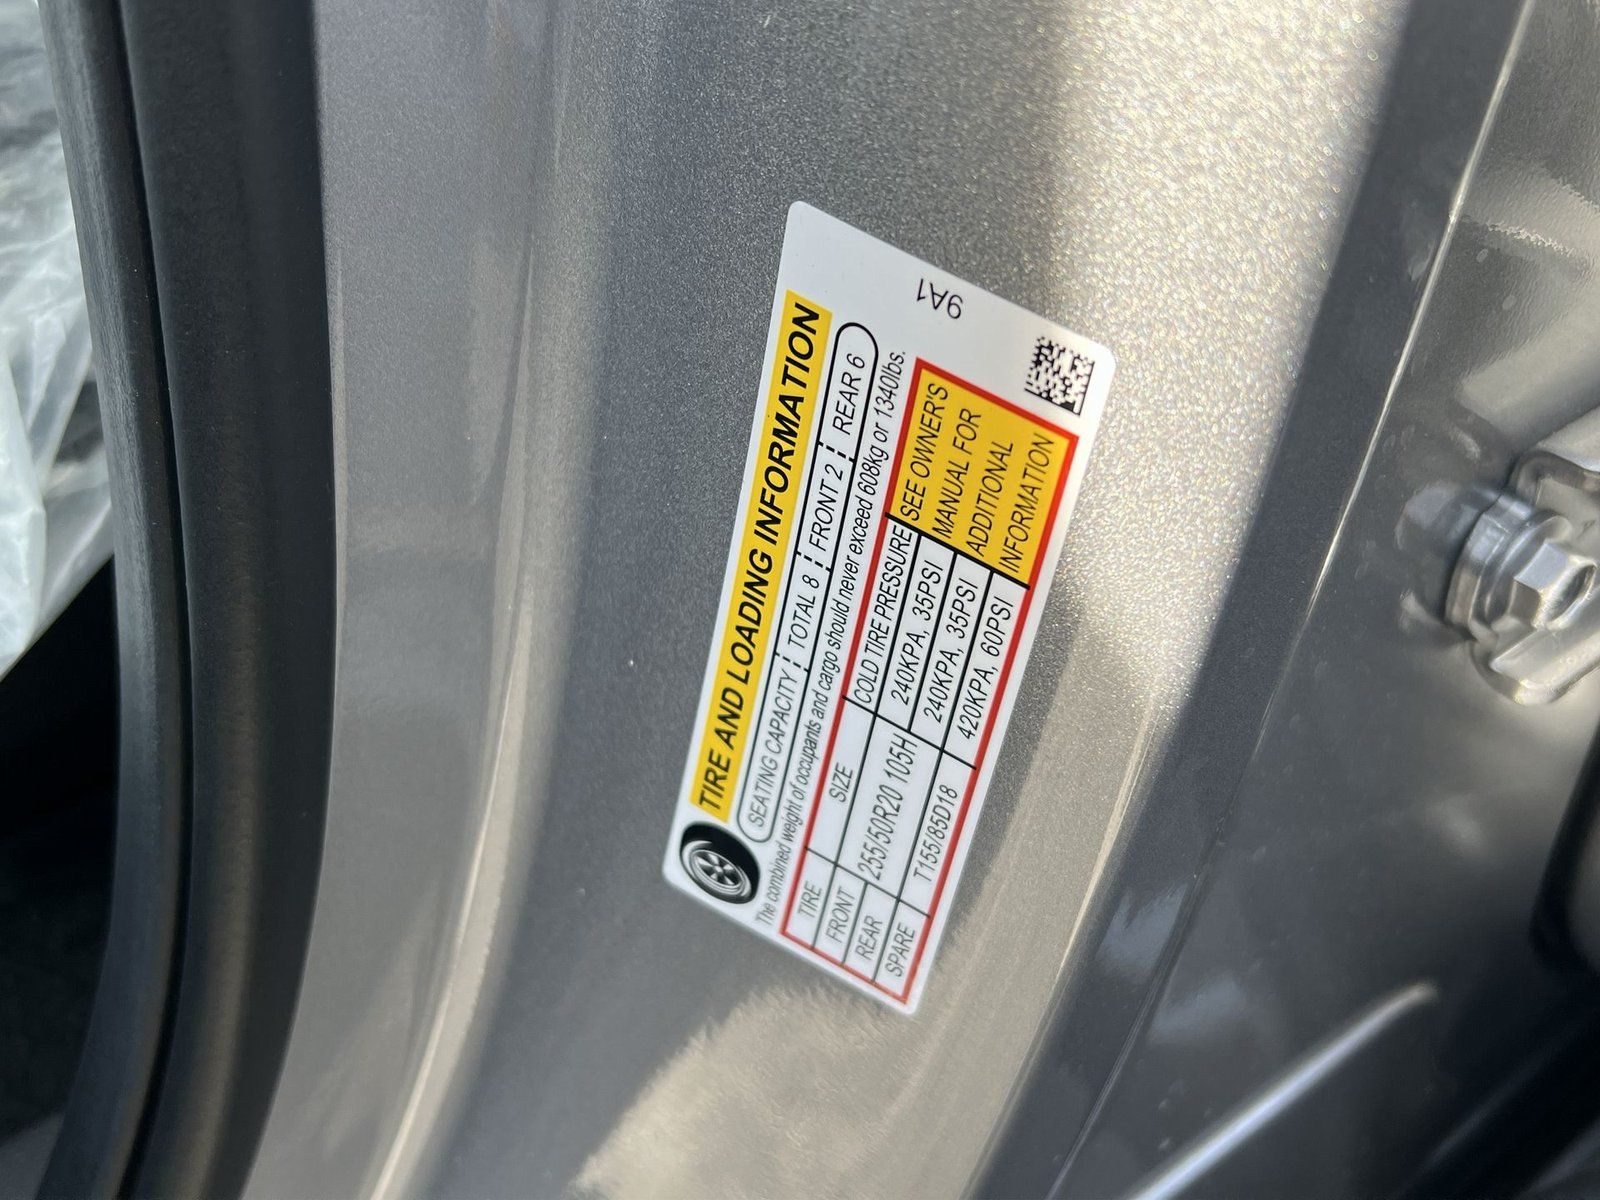 TIRE AND LOADING INFORMATION
SEATING CAPACITY TOTAL 8 FRONT 2 REAR 6
The combined weight of occupants and cargo should never exceed 608kg or 1340lbs.
TIRE SIZE COLD TIRE PRESSURE
FRONT 255/50R20 105H 240KPA, 35PSI
REAR 240KPA, 35PSI
SPARE T155/85D18 420KPA, 60PSI
SEE OWNER'S
MANUAL FOR
ADDITIONAL
INFORMATION
9A1